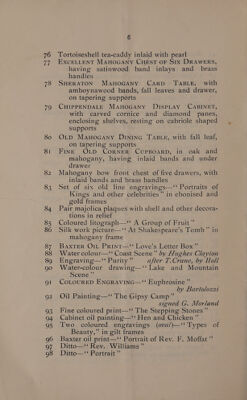 6
76 Tortoiseshell tea-caddy inlaid with pearl
77 EXCELLENT MAHOGANY CHEST OF SIX DRAWERS,
having satinwood band inlays and brass
handles
78 SHERATON MAHOGANY CARD TABLE, with
amboynawood bands, fall leaves and drawer,
on tapering supports
79 CHIPPENDALE MAHOGANY DISPLAY CABINET,
with carved cornice and diamond panes,
enclosing shelves, resting on cabriole shaped
supports
80 OLD MAHOGANY DINING TABLE, with fall leaf,
on tapering supports
81 FINE OLD CORNER CUPBOARD, in oak and
mahogany, having inlaid bands and under
drawer
82 Mahogany bow front chest of five drawers, with
inlaid bands and brass handles
83 Set of six old fine engravings—"Portraits of
Kings and other celebrities" in ebonised and
gold frames
84 Pair majolica plaques with shell and other decora-
tions in relief
85 Coloured litograph—"A Group of Fruit"
86 Silk work picture—"At Shakespeare's Tomb" in
mahogany frame
87 BAXTER OIL PRINT—"Love's Letter Box"
88 Water colour—"Coast Scene" by Hughes Clayton
89 Engraving—"Purity" after T. Crane, by Holl
90 Water-colour drawing—"Lake and Mountain
Scene"
91 COLOURED ENGRAVING—"Euphrosine"
by Bartolozzi
92 Oil Painting—"The Gipsy Camp"
signed G. Morland
93 Fine coloured print—"The Stepping Stones"
94 Cabinet oil painting—"Hen and Chicken"
95 Two coloured engravings (oval)—"Types of
Beauty," in gilt frames
96 Baxter oil print—"Portrait of Rev. F. Moffat"
97 Ditto—"Rev. Williams"
98 Ditto—"Portrait"